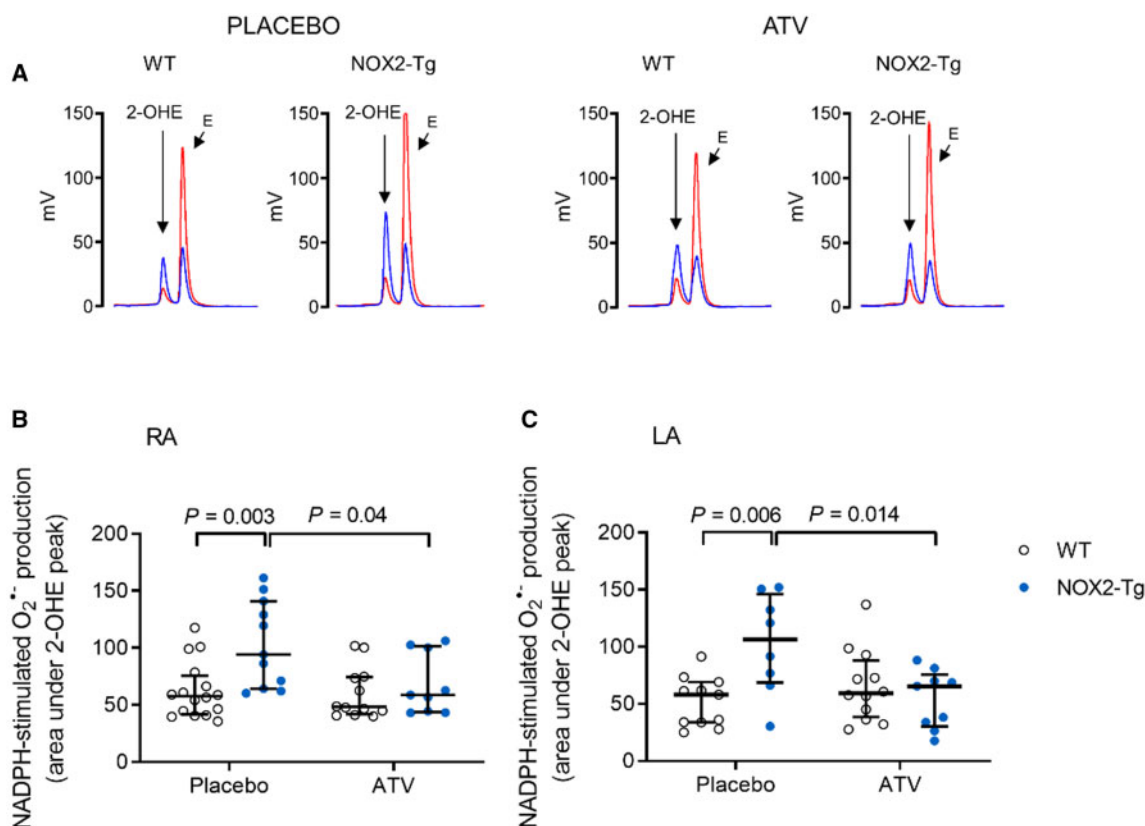 PLACEBO
ATV
A
WT
NOX2-Tg
WT
NOX2-Tg
2-OHE
E
2-OHE
E
2-OHE
E
2-OHE
E
mV
150
100
50
0
mV
150
100
50
0
mV
150
100
50
0
mV
150
100
50
0
B
RA
NADPH-stimulated O₂•- production
(area under 2-OHE peak)
P = 0.003
P = 0.04
200
150
100
50
0
Placebo
ATV
C
LA
NADPH-stimulated O₂•- production
(area under 2-OHE peak)
P = 0.006
P = 0.014
200
150
100
50
0
Placebo
ATV
WT
NOX2-Tg